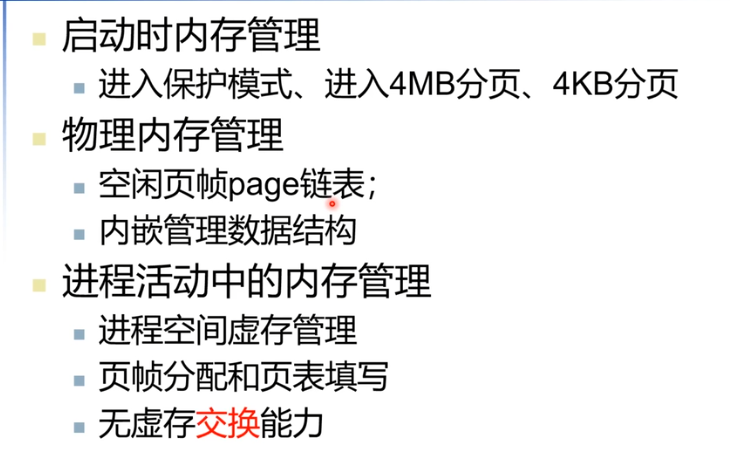 启动时内存管理
进入保护模式、进入4MB分页、4KB分页
物理内存管理
空闲页帧page链表；
内嵌管理数据结构
进程活动中的内存管理
进程空间虚存管理
页帧分配和页表填写
无虚存交换能力